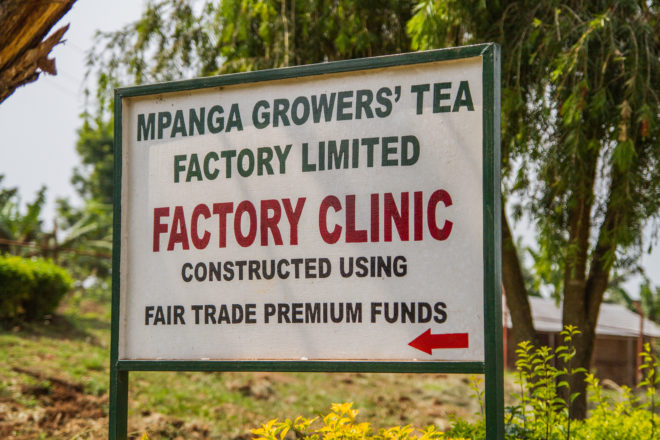 MPANGA GROWERS' TEA
FACTORY LIMITED
FACTORY CLINIC
CONSTRUCTED USING
FAIR TRADE PREMIUM FUNDS